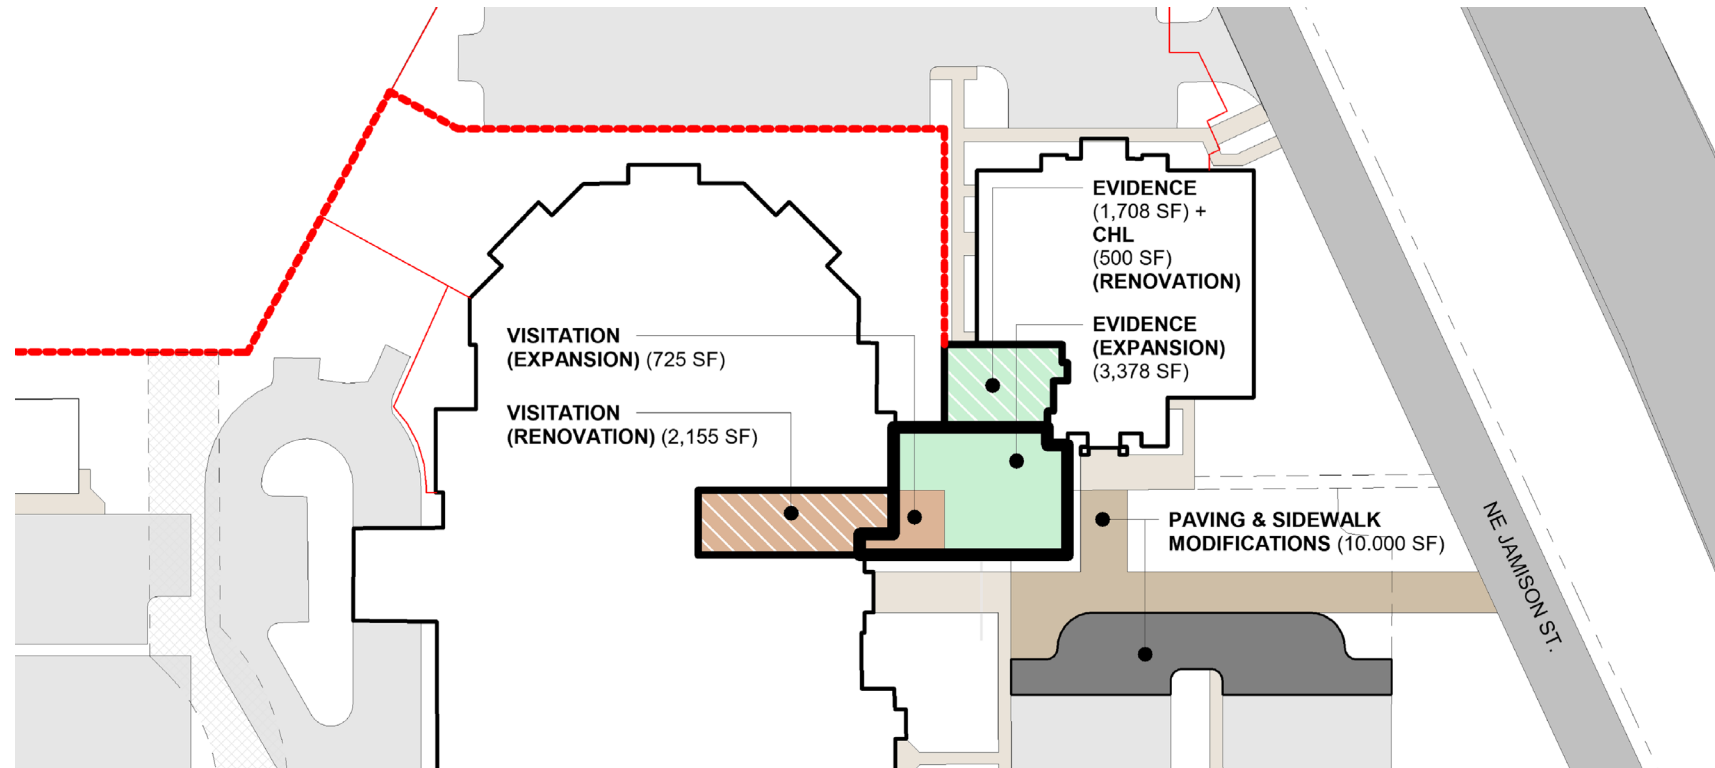 EVIDENCE
(1,708 SF) +
CHL
(500 SF)
(RENOVATION)
EVIDENCE
(EXPANSION)
(3,378 SF)
VISITATION
(EXPANSION) (725 SF)
VISITATION
(RENOVATION) (2,155 SF)
PAVING & SIDEWALK
MODIFICATIONS (10.000 SF)
NE JAMISON ST.